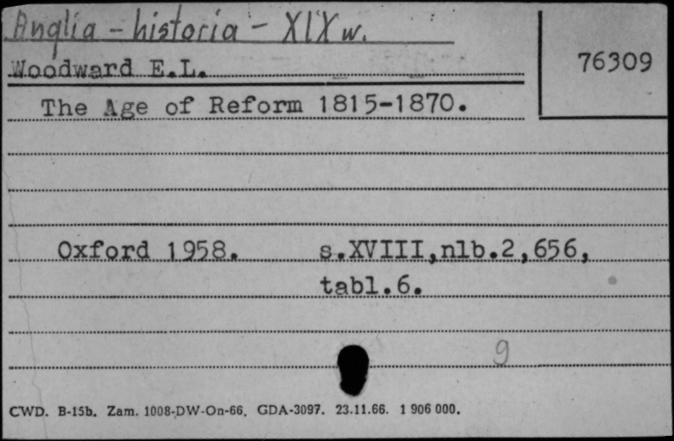 Anglia - historia - XIX w.
Woodward E.L.
76309
The Age of Reform 1815-1870.
Oxford 1958. s.XVIII,nlb.2,656,
tabl.6.
9
CWD. B-15b. Zam. 1008-DW-On-66. GDA-3097. 23.11.66. 1 906 000.